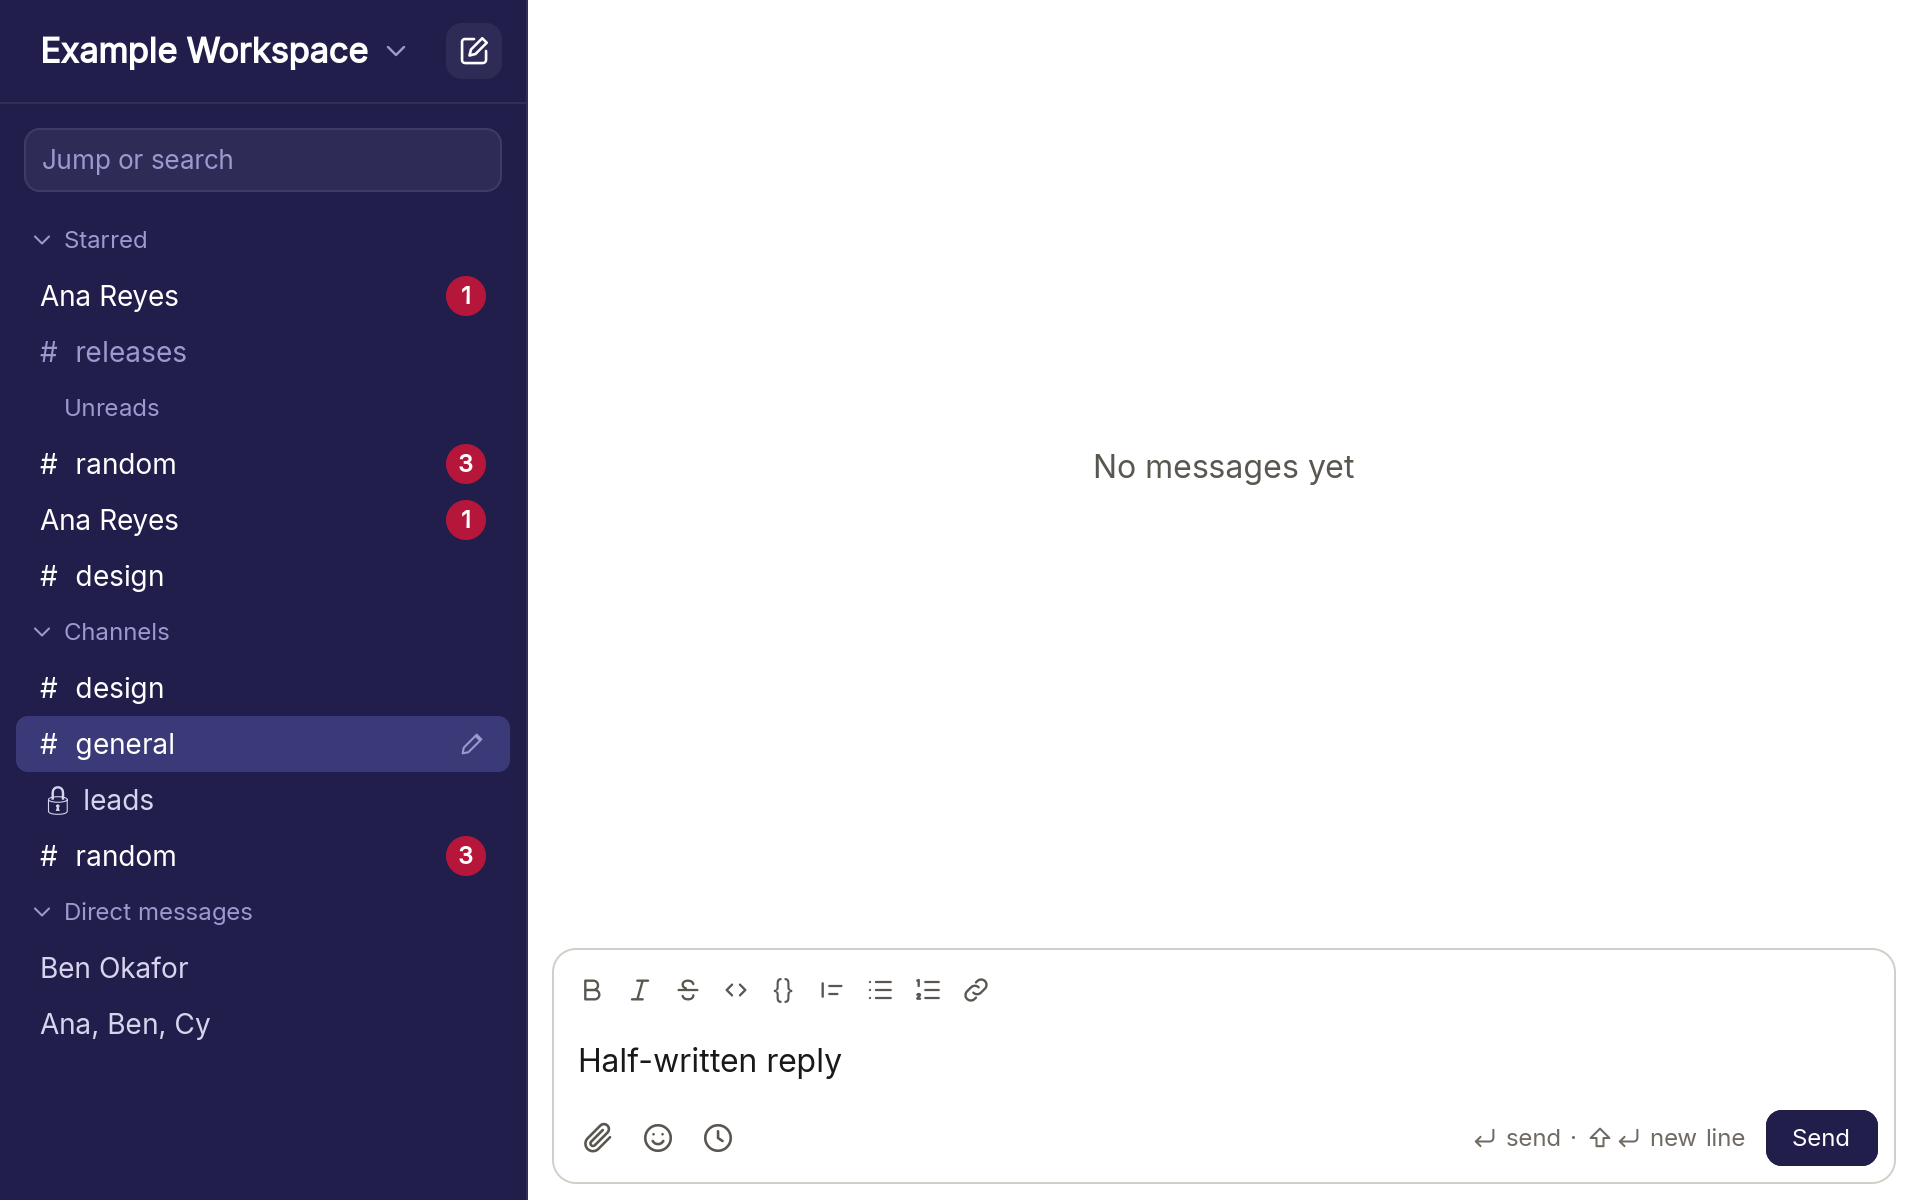 Example Workspace
Jump or search
Starred
Ana Reyes 1
# releases
Unreads
# random 3
Ana Reyes 1
# design
Channels
# design
# general
leads
# random 3
Direct messages
Ben Okafor
Ana, Ben, Cy
No messages yet
Half-written reply
send · new line Send